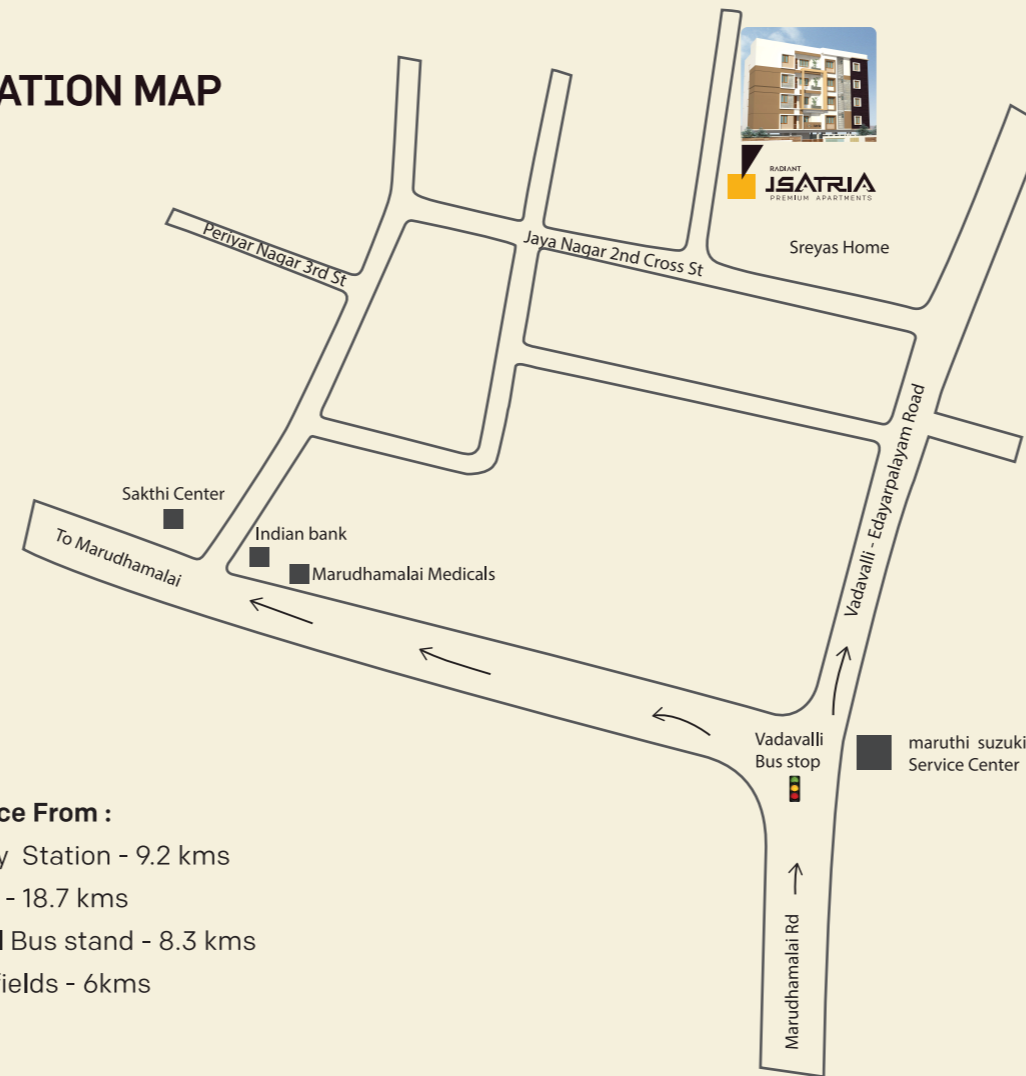 ATION MAP
RADIANT
JSATRIA
PREMIUM APARTMENTS
Sreyas Home
Periyar Nagar 3rd St
Jaya Nagar 2nd Cross St
Vadavalli - Edayarpalayam Road
Sakthi Center
Indian bank
Marudhamalai Medicals
To Marudhamalai
Vadavalli
Bus stop
maruthi suzuki
Service Center
Marudhamalai Rd
ce From :
y Station - 9.2 kms
- 18.7 kms
l Bus stand - 8.3 kms
fields - 6kms